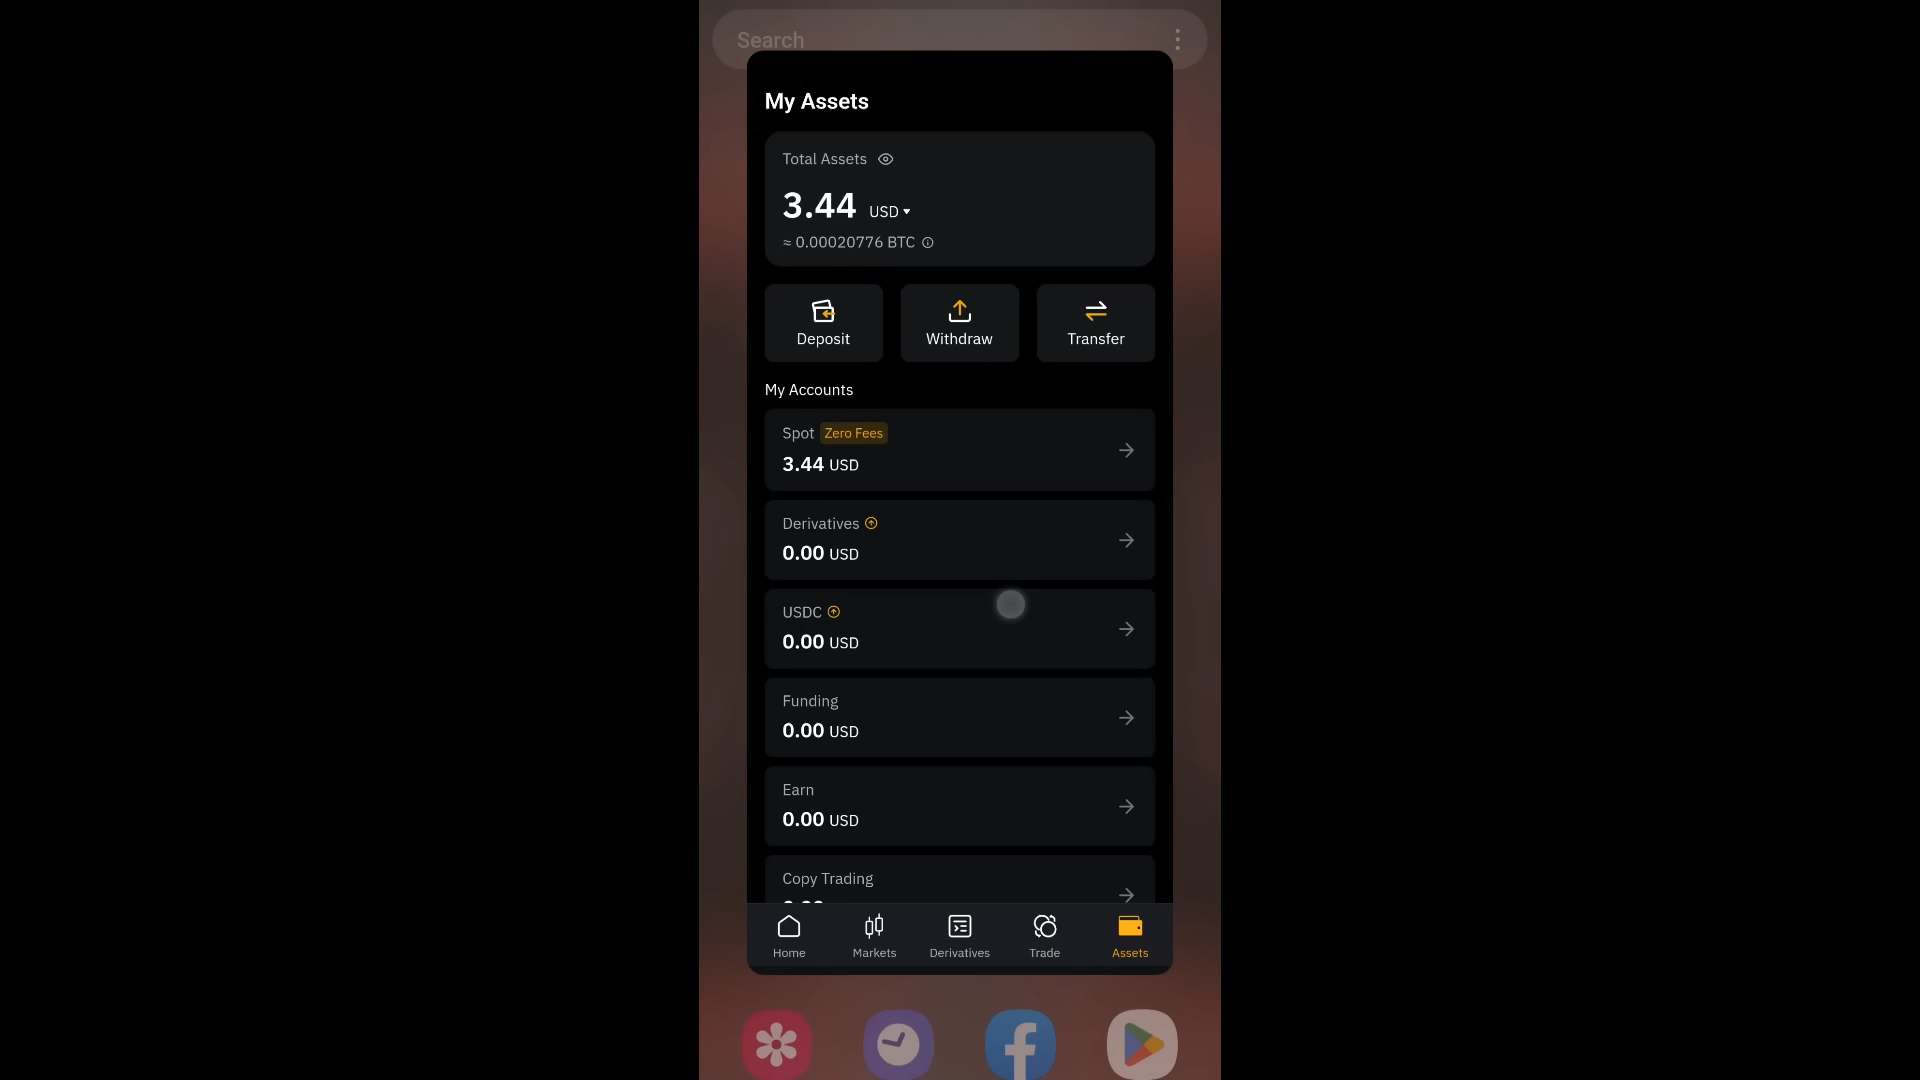 Search
My Assets
Total Assets
3.44 USD
≈ 0.00020776 BTC
Deposit
Withdraw
Transfer
My Accounts
Spot Zero Fees
3.44 USD
Derivatives
0.00 USD
USDC
0.00 USD
Funding
0.00 USD
Earn
0.00 USD
Copy Trading
Home
Markets
Derivatives
Trade
Assets